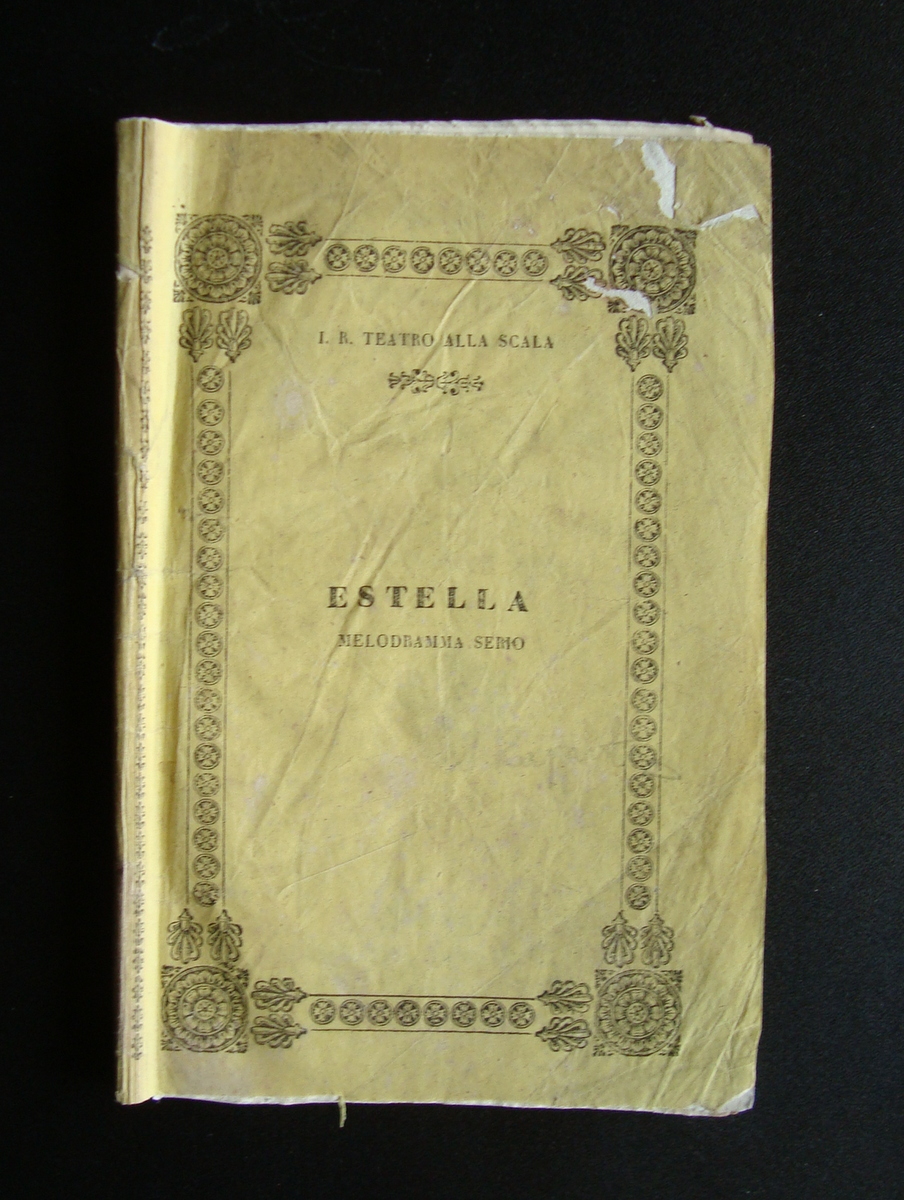 I. R. TEATRO ALLA SCALA
ESTELLA
MELODRAMMA SERIO